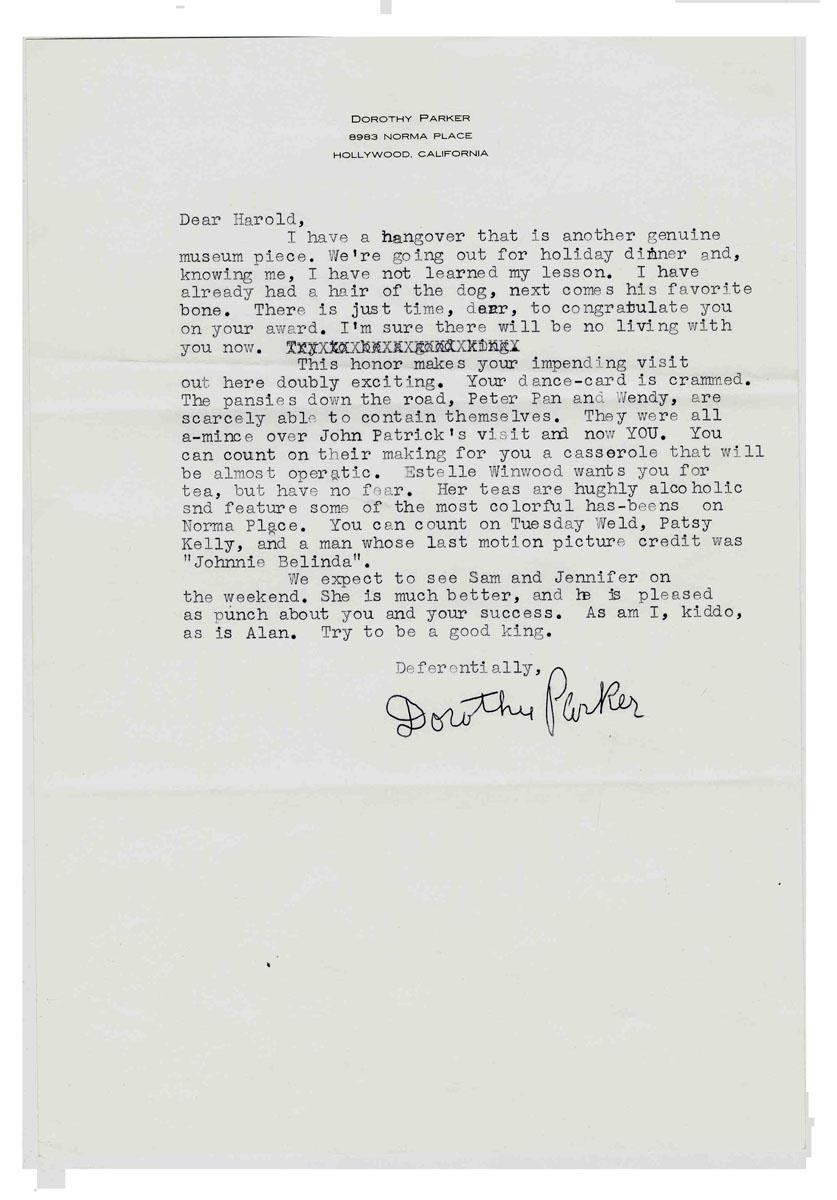 DOROTHY PARKER
8983 NORMA PLACE
HOLLYWOOD, CALIFORNIA
Dear Harold,
I have a hangover that is another genuine
museum piece. We're going out for holiday dinner and,
knowing me, I have not learned my lesson. I have
already had a hair of the dog, next comes his favorite
bone. There is just time, dear, to congratulate you
on your award. I'm sure there will be no living with
you now. Try to be a good king.
This honor makes your impending visit
out here doubly exciting. Your dance-card is crammed.
The pansies down the road, Peter Pan and Wendy, are
scarcely able to contain themselves. They were all
a-mince over John Patrick's visit and now YOU. You
can count on their making for you a casserole that will
be almost operatic. Estelle Winwood wants you for
tea, but have no fear. Her teas are hughly alcoholic
snd feature some of the most colorful has-beens on
Norma Place. You can count on Tuesday Weld, Patsy
Kelly, and a man whose last motion picture credit was
"Johnnie Belinda".
We expect to see Sam and Jennifer on
the weekend. She is much better, and he is pleased
as punch about you and your success. As am I, kiddo,
as is Alan. Try to be a good king.
Deferentially,
Dorothy Parker